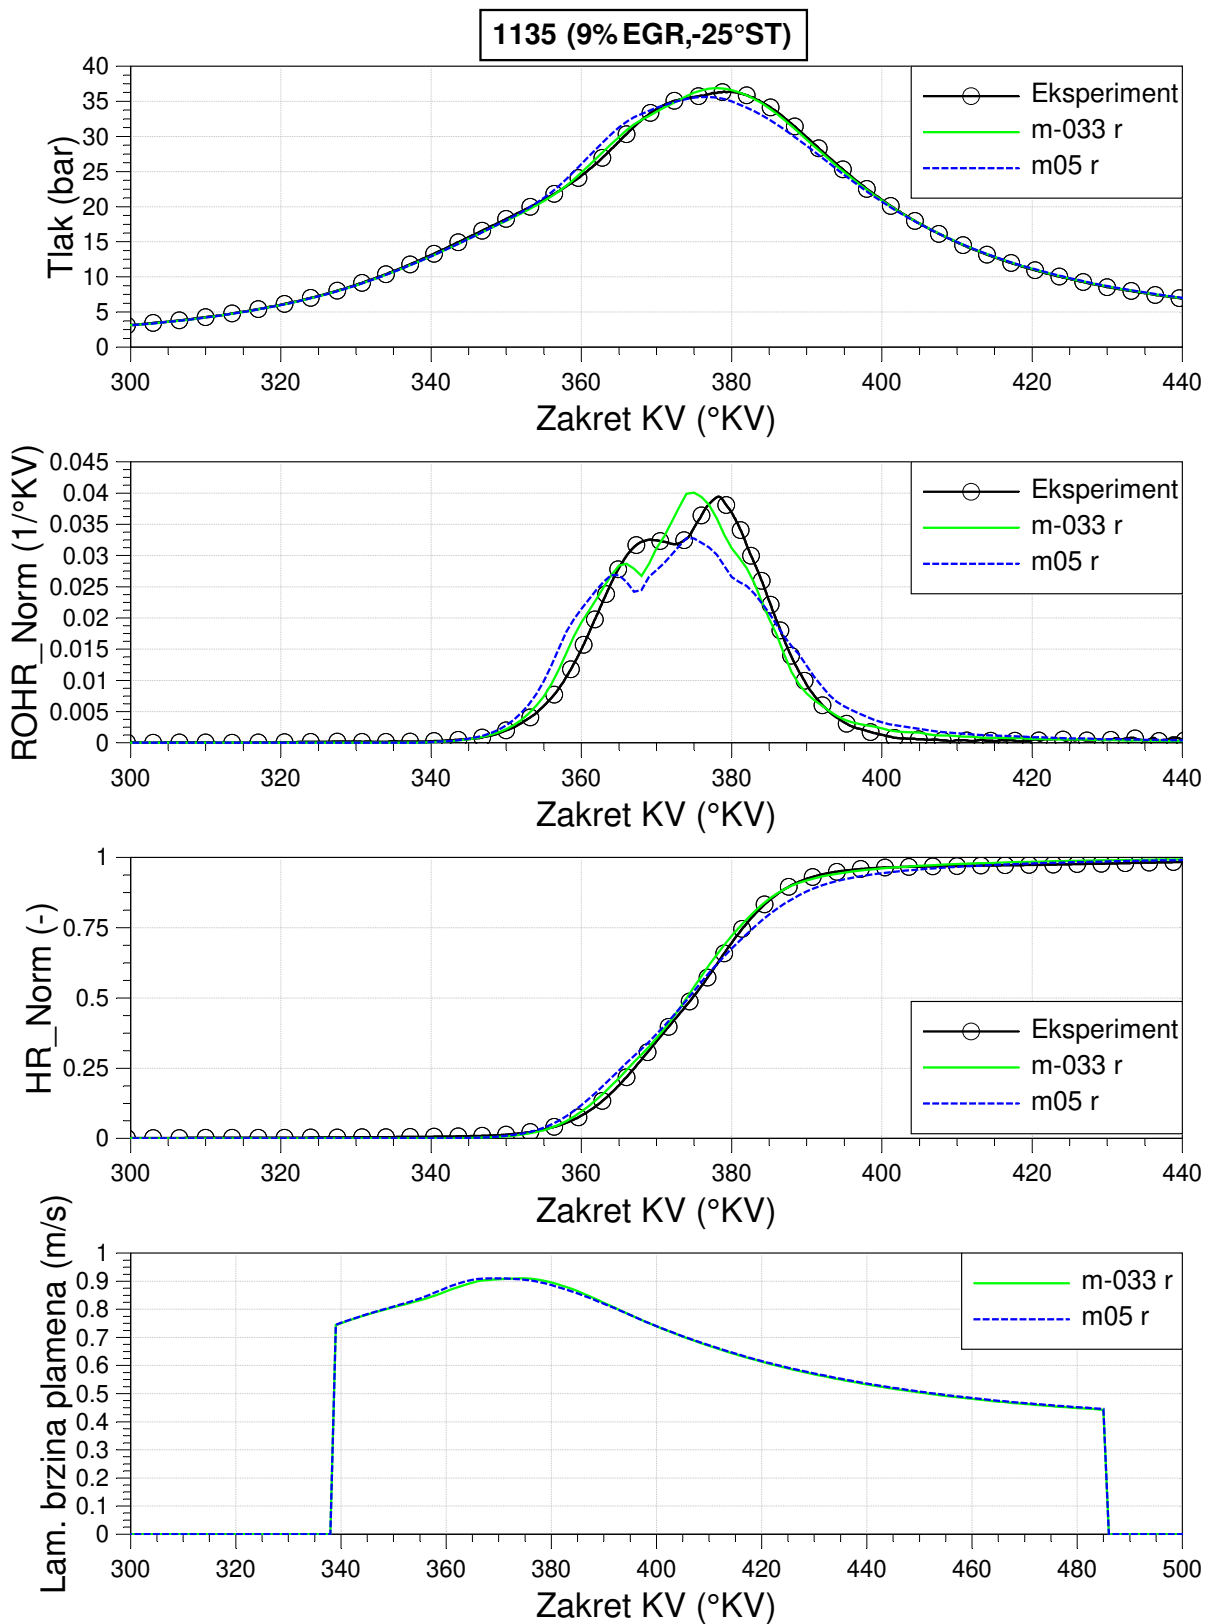 1135 (9% EGR,-25°ST)
Tlak (bar)
40
35
30
25
20
15
10
5
0
Eksperiment
m-033 r
m05 r
300 320 340 360 380 400 420 440
Zakret KV (°KV)
ROHR_Norm (1/°KV)
0.045
0.04
0.035
0.03
0.025
0.02
0.015
0.01
0.005
0
Eksperiment
m-033 r
m05 r
300 320 340 360 380 400 420 440
Zakret KV (°KV)
HR_Norm (-)
1
0.75
0.5
0.25
0
Eksperiment
m-033 r
m05 r
300 320 340 360 380 400 420 440
Zakret KV (°KV)
Lam. brzina plamena (m/s)
1
0.9
0.8
0.7
0.6
0.5
0.4
0.3
0.2
0.1
0
m-033 r
m05 r
300 320 340 360 380 400 420 440 460 480 500
Zakret KV (°KV)